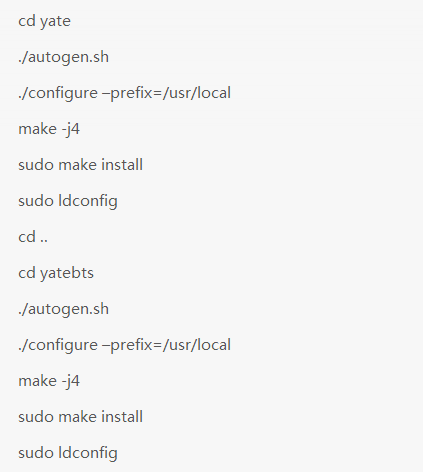 cd yate
./autogen.sh
./configure –prefix=/usr/local
make -j4
sudo make install
sudo ldconfig
cd ..
cd yatebts
./autogen.sh
./configure –prefix=/usr/local
make -j4
sudo make install
sudo ldconfig